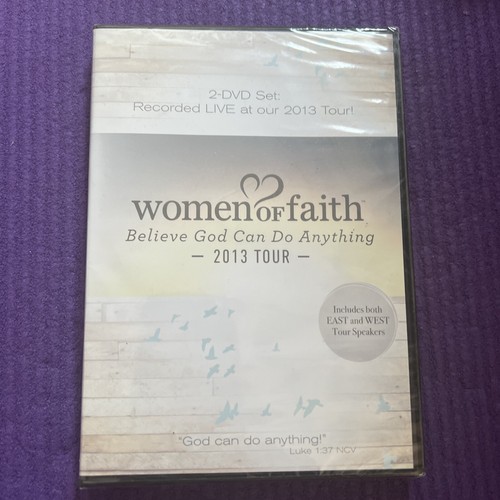 2-DVD Set:
Recorded LIVE at our 2013 Tour!
women of faith™
Believe God Can Do Anything
— 2013 TOUR —
Includes both
EAST and WEST
Tour Speakers
"God can do anything!"
Luke 1:37 NCV